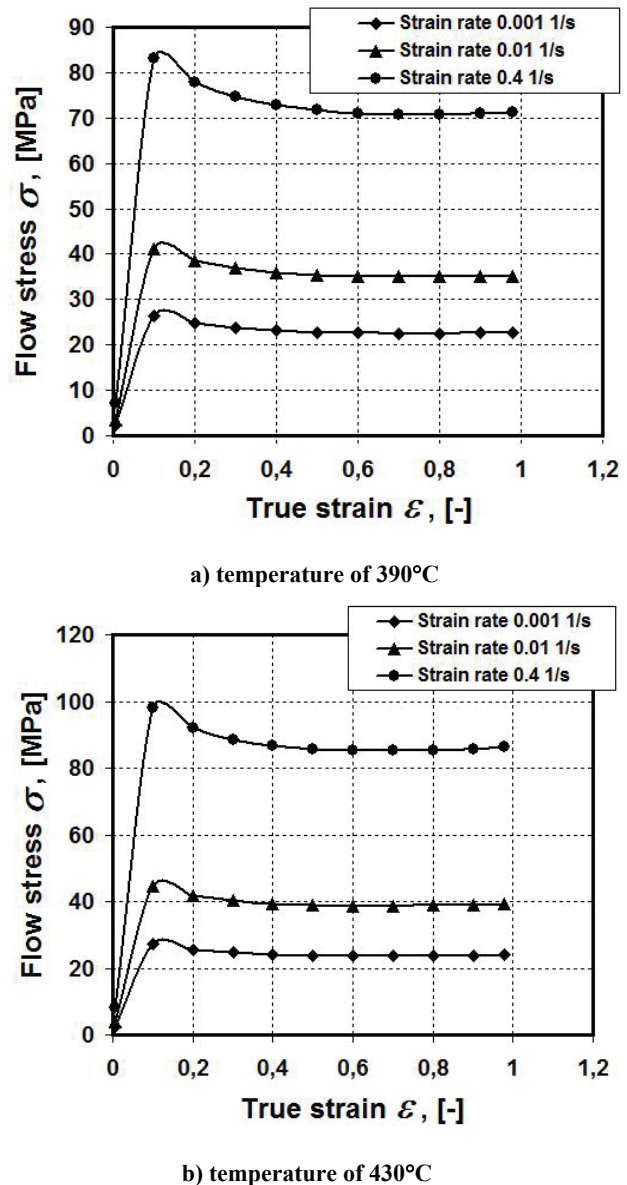 Strain rate 0.001 1/s
Strain rate 0.01 1/s
Strain rate 0.4 1/s
90
80
70
60
50
40
30
20
10
0
Flow stress σ, [MPa]
0 0,2 0,4 0,6 0,8 1 1,2
True strain ε, [-]
a) temperature of 390°C
Strain rate 0.001 1/s
Strain rate 0.01 1/s
Strain rate 0.4 1/s
120
100
80
60
40
20
0
Flow stress σ, [MPa]
0 0,2 0,4 0,6 0,8 1 1,2
True strain ε, [-]
b) temperature of 430°C